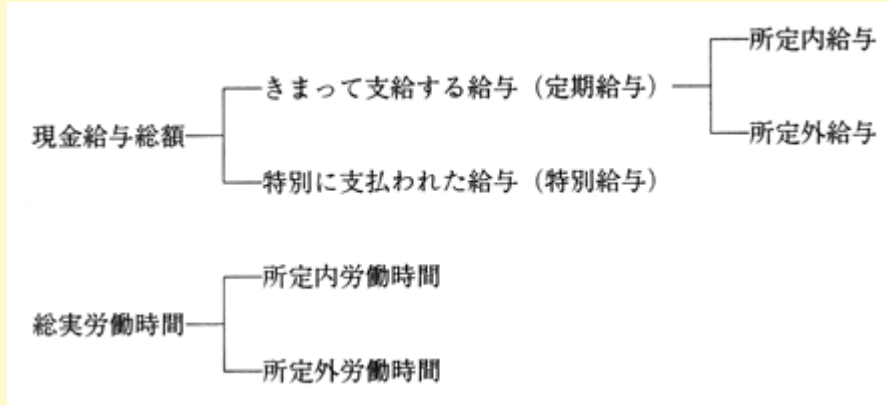 所定内給与
きまって支給する給与（定期給与）
所定外給与
現金給与総額
特別に支払われた給与（特別給与）
所定内労働時間
総実労働時間
所定外労働時間